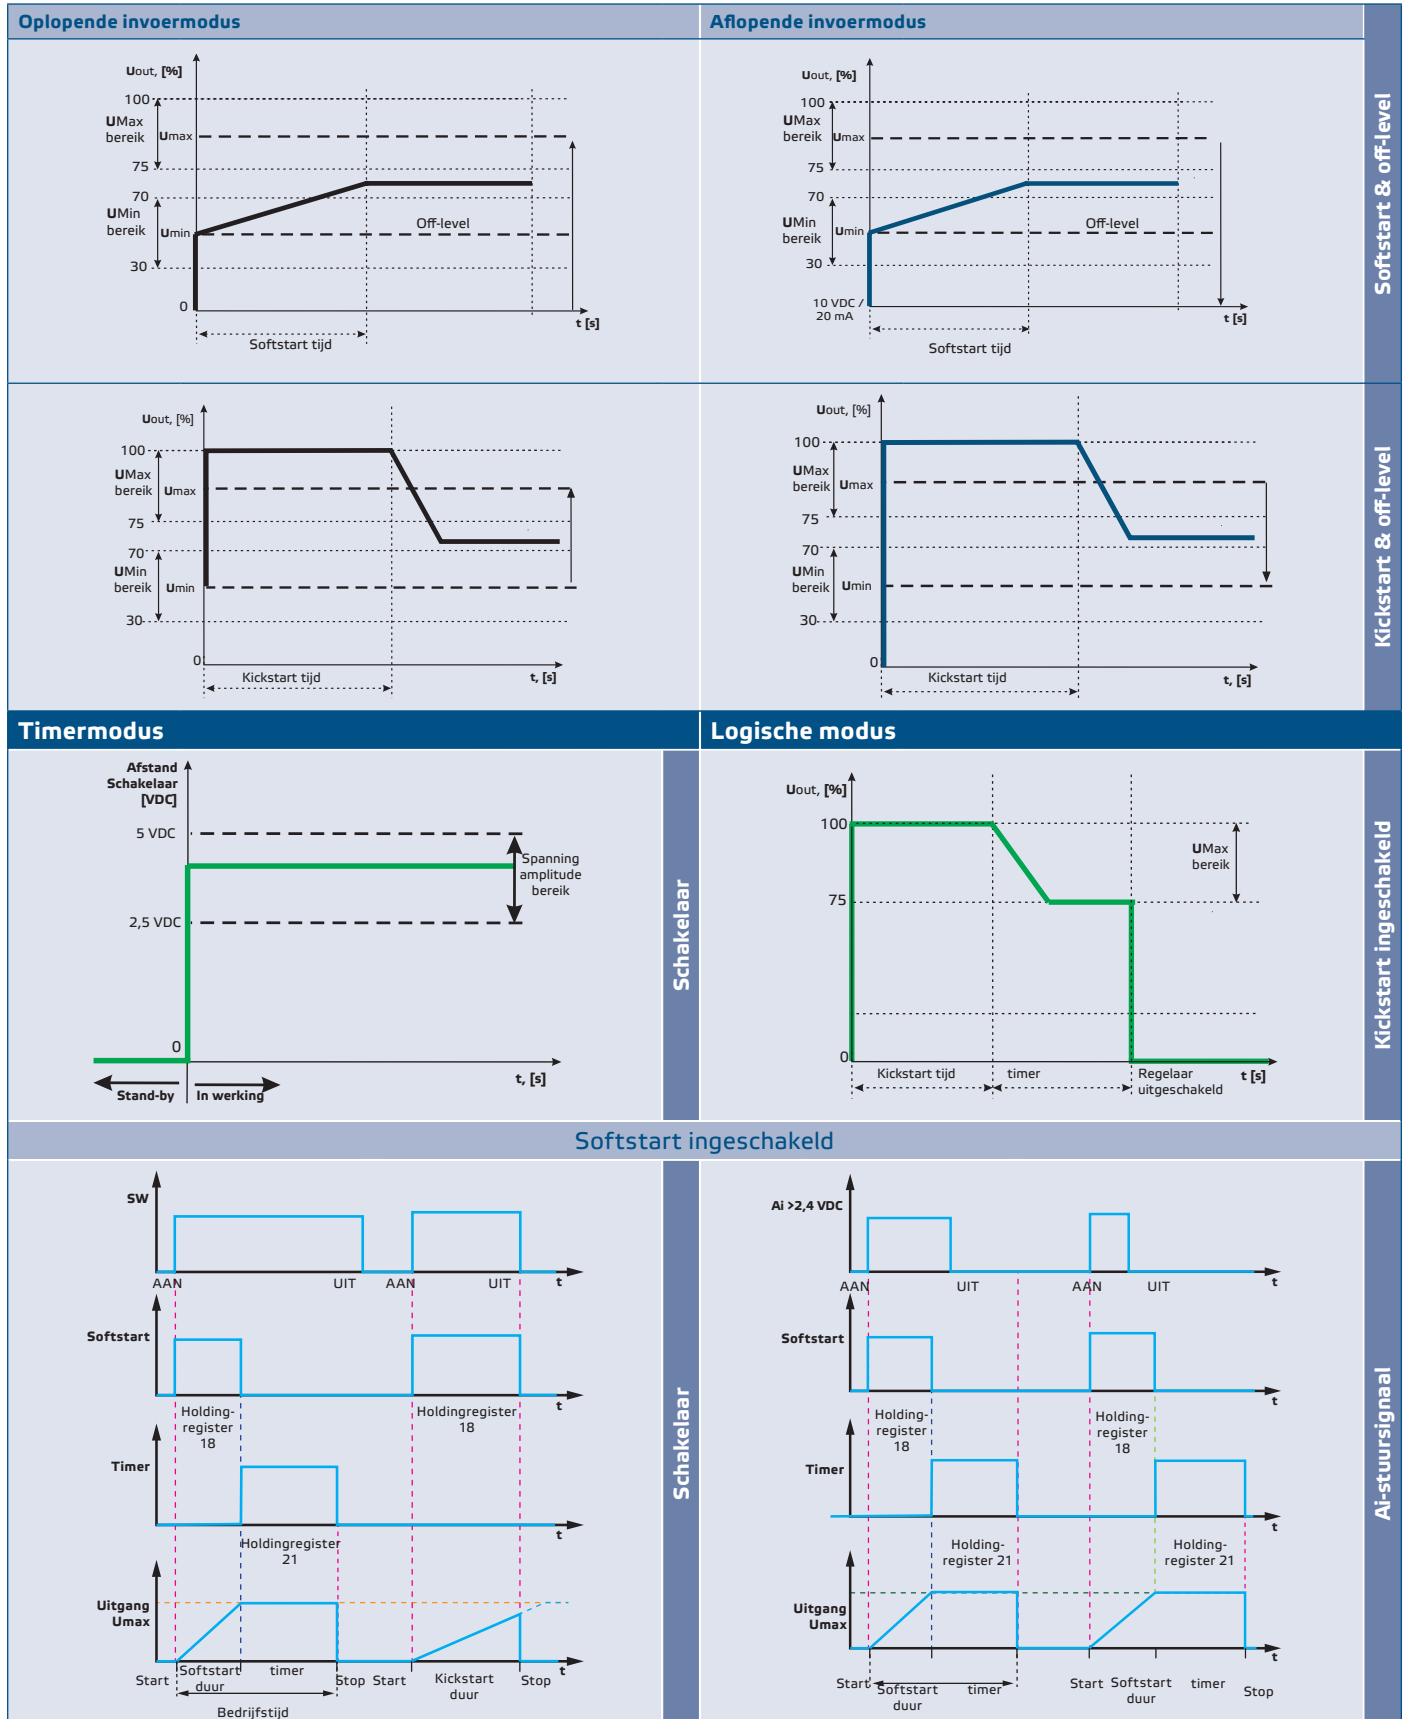 Oplopende invoermodus
Aflopende invoermodus
Uout, [%]
100
UMax
bereik
Umax
75
70
UMin
bereik
Umin
30
0
Off-level
t [s]
Softstart tijd
Uout, [%]
100
UMax
bereik
Umax
75
70
UMin
bereik
Umin
30
10 VDC /
20 mA
Off-level
t [s]
Softstart tijd
Softstart & off-level
Uout, [%]
100
UMax
bereik
Umax
75
70
UMin
bereik
Umin
30
0
Kickstart tijd
t, [s]
Uout, [%]
100
UMax
bereik
Umax
75
70
UMin
bereik
Umin
30
0
Kickstart tijd
t, [s]
Kickstart & off-level
Timermodus
Logische modus
Afstand
Schakelaar
[VDC]
5 VDC
Spanning
amplitude
bereik
2,5 VDC
0
t, [s]
Stand-by
In werking
Schakelaar
Uout, [%]
100
UMax
bereik
75
0
Kickstart tijd
timer
Regelaar
uitgeschakeld
t [s]
Kickstart ingeschakeld
Softstart ingeschakeld
SW
AAN
UIT
AAN
UIT
t
Softstart
t
Holding-
register
18
Holdingregister
18
Timer
t
Holdingregister
21
Uitgang
Umax
t
Start
Softstart
duur
timer
Stop
Start
Kickstart
duur
Stop
Bedrijfstijd
Schakelaar
Ai >2,4 VDC
AAN
UIT
AAN
UIT
t
Softstart
t
Holding-
register
18
Holding-
register
18
Timer
t
Holding-
register 21
Holding-
register 21
Uitgang
Umax
t
Start
Softstart
duur
timer
Start
Softstart
duur
timer
Stop
Ai-stuursignaal